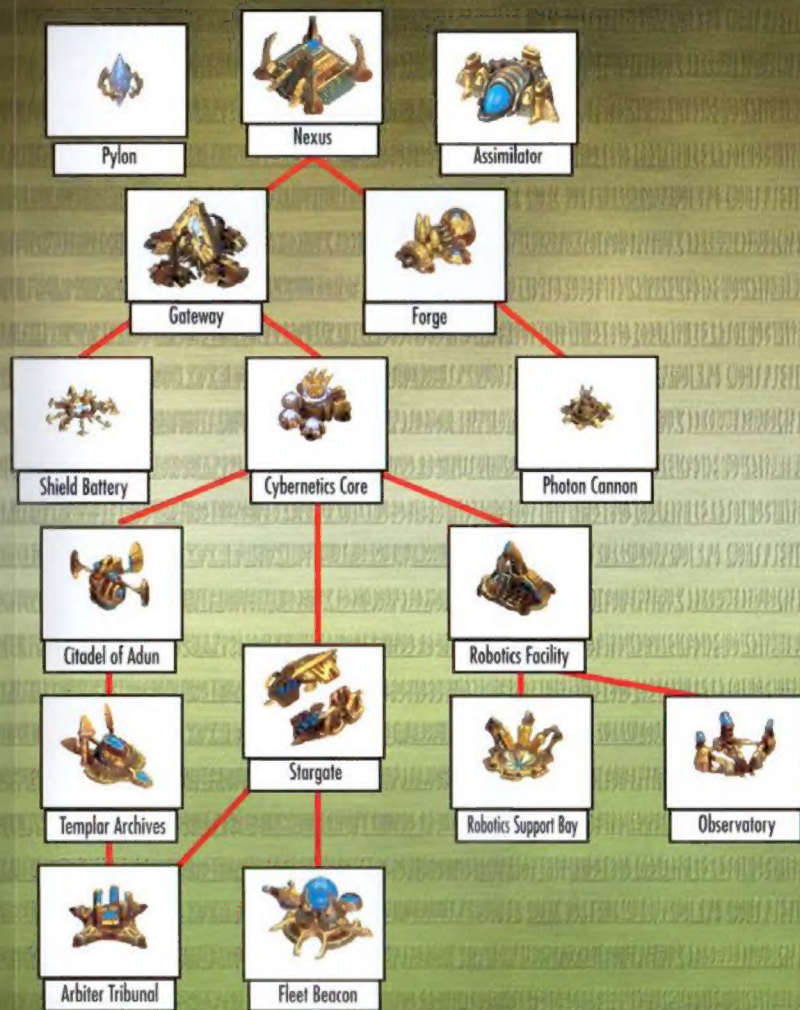 Pylon
Nexus
Assimilator
Gateway
Forge
Shield Battery
Cybernetics Core
Photon Cannon
Citadel of Adun
Robotics Facility
Stargate
Templar Archives
Robotics Support Bay
Observatory
Arbiter Tribunal
Fleet Beacon